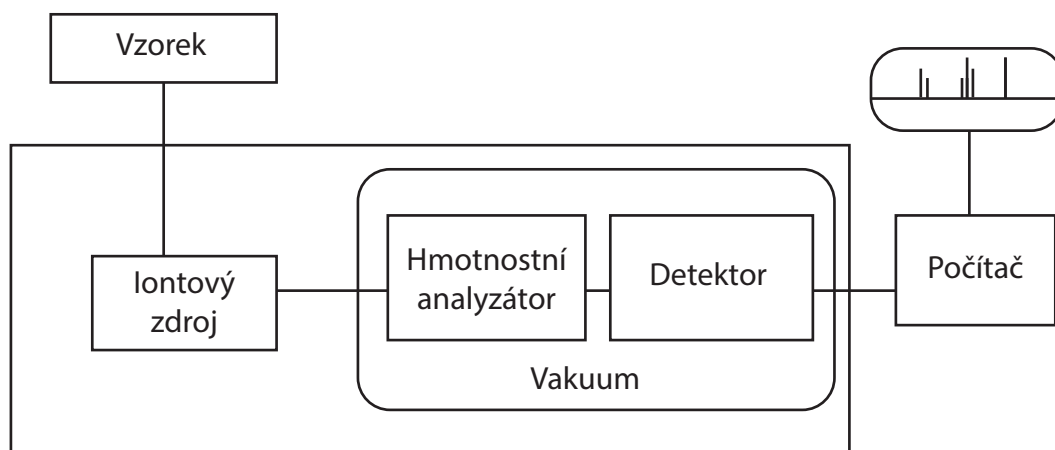 Vzorek
Iontový
zdroj
Hmotnostní
analyzátor
Detektor
Vakuum
Počítač